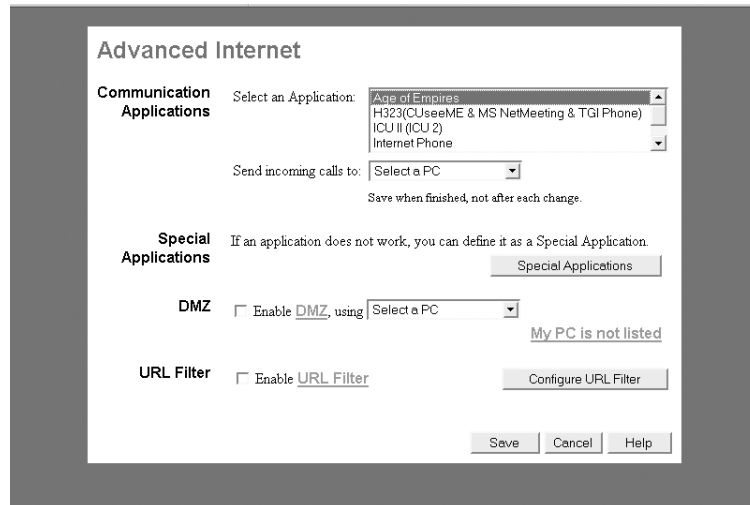 Advanced Internet
Communication Applications
Select an Application:
Age of Empires
H323(CUseeME & MS NetMeeting & TGI Phone)
ICU II (ICU 2)
Internet Phone
Send incoming calls to: Select a PC
Save when finished, not after each change.
Special Applications
If an application does not work, you can define it as a Special Application.
Special Applications
DMZ
Enable DMZ, using Select a PC
My PC is not listed
URL Filter
Enable URL Filter
Configure URL Filter
Save Cancel Help